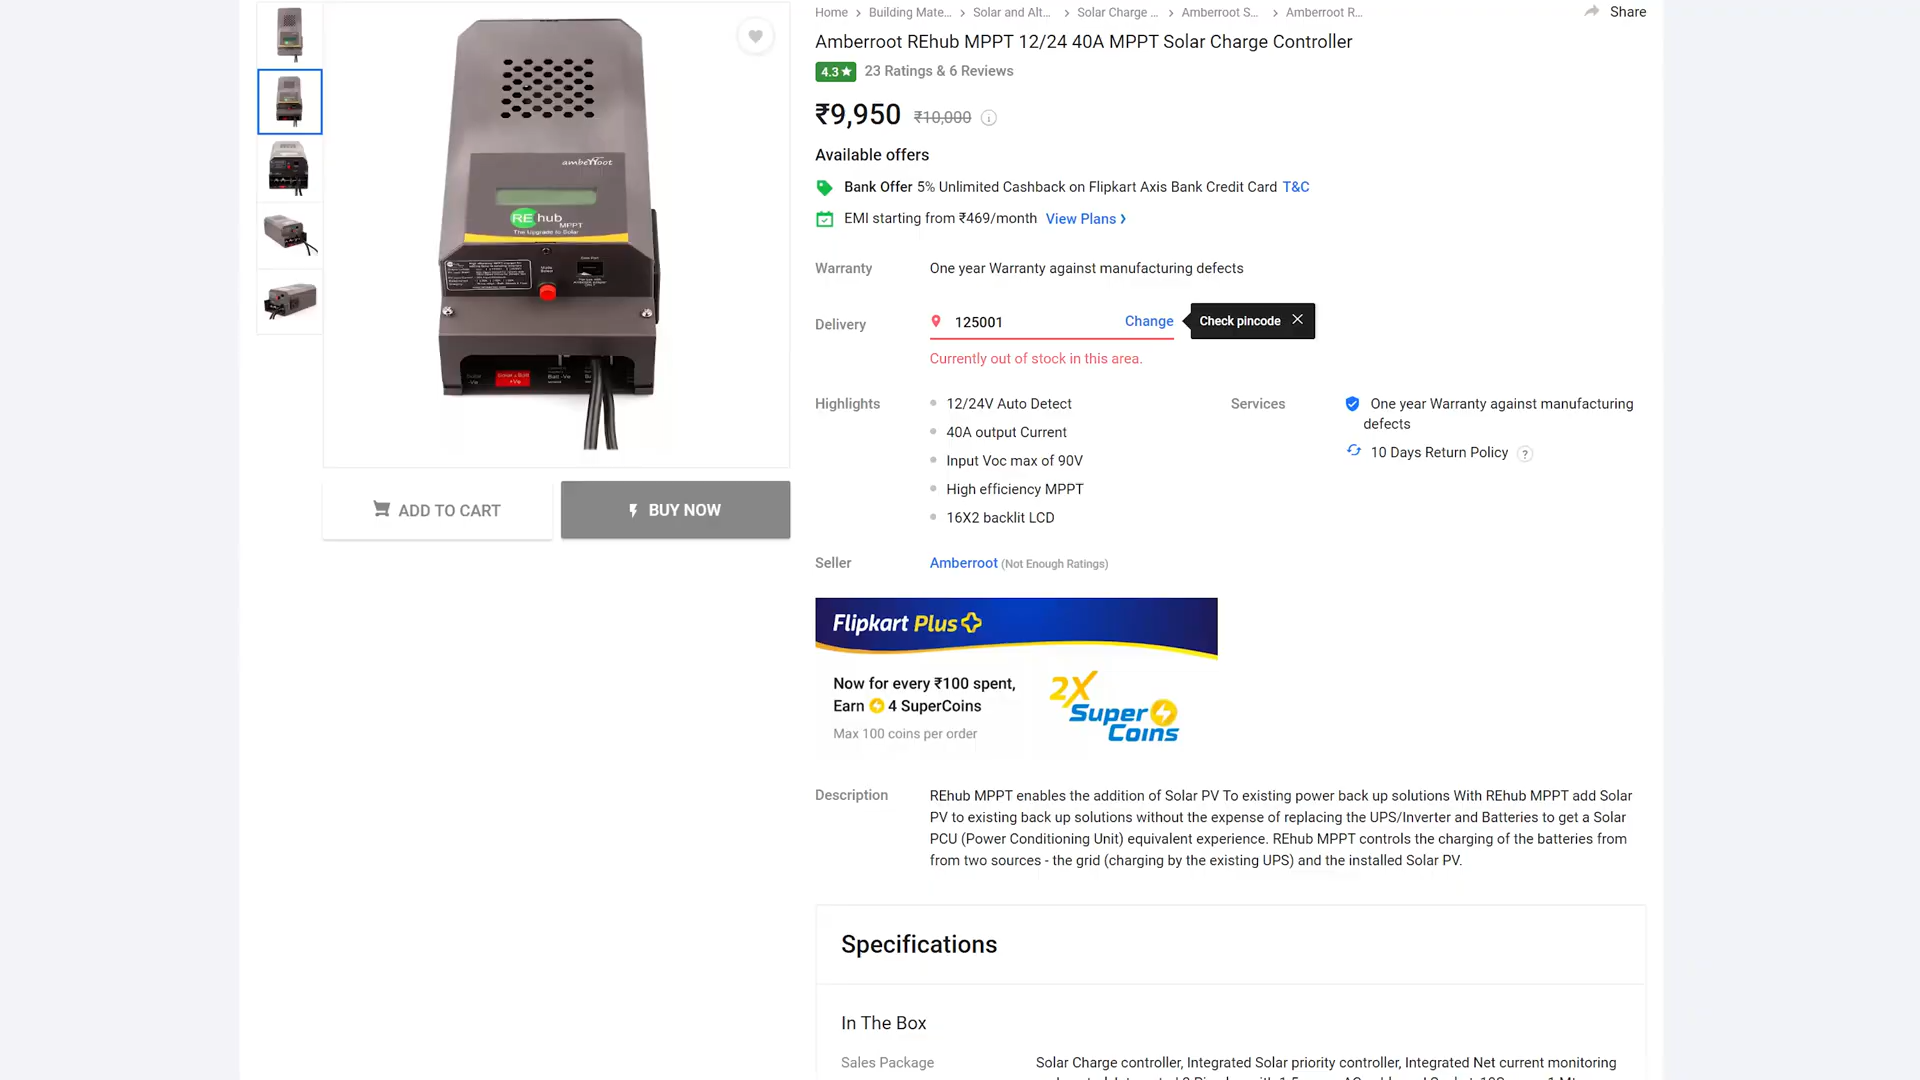 Home > Building Mate... > Solar and Alt... > Solar Charge ... > Amberroot S... > Amberroot R...
Share
Amberroot REhub MPPT 12/24 40A MPPT Solar Charge Controller
4.3★ 23 Ratings & 6 Reviews
₹9,950 ₹10,000
Available offers
Bank Offer 5% Unlimited Cashback on Flipkart Axis Bank Credit Card T&C
EMI starting from ₹469/month View Plans >
Warranty One year Warranty against manufacturing defects
Delivery 125001 Change Check pincode
Currently out of stock in this area.
Highlights
12/24V Auto Detect
40A output Current
Input Voc max of 90V
High efficiency MPPT
16X2 backlit LCD
Services
One year Warranty against manufacturing
defects
10 Days Return Policy ?
Seller Amberroot (Not Enough Ratings)
amberroot
RE hub
MPPT
The Upgrade to Solar
ADD TO CART
BUY NOW
Flipkart Plus
Now for every ₹100 spent,
Earn 4 SuperCoins
Max 100 coins per order
2X
Super
Coins
Description REhub MPPT enables the addition of Solar PV To existing power back up solutions With REhub MPPT add Solar
PV to existing back up solutions without the expense of replacing the UPS/Inverter and Batteries to get a Solar
PCU (Power Conditioning Unit) equivalent experience. REhub MPPT controls the charging of the batteries from
from two sources - the grid (charging by the existing UPS) and the installed Solar PV.
Specifications
In The Box
Sales Package Solar Charge controller, Integrated Solar priority controller, Integrated Net current monitoring